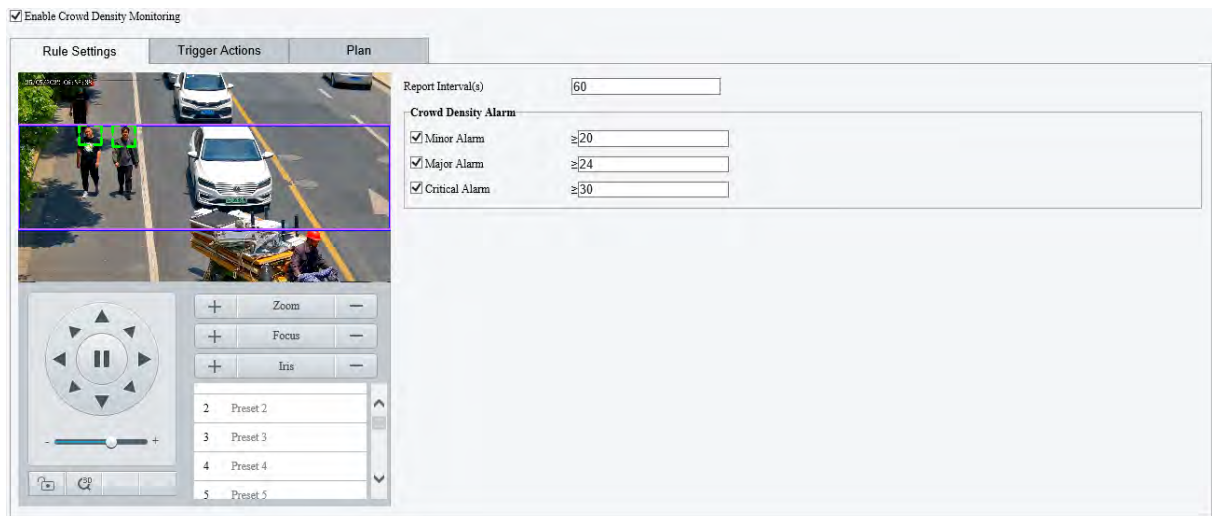 Enable Crowd Density Monitoring
Rule Settings Trigger Actions Plan
Report Interval(s) 60
Crowd Density Alarm
Minor Alarm ≥20
Major Alarm ≥24
Critical Alarm ≥30
+ Zoom −
+ Focus −
+ Iris −
2 Preset 2
3 Preset 3
4 Preset 4
5 Preset 5
- +
3D